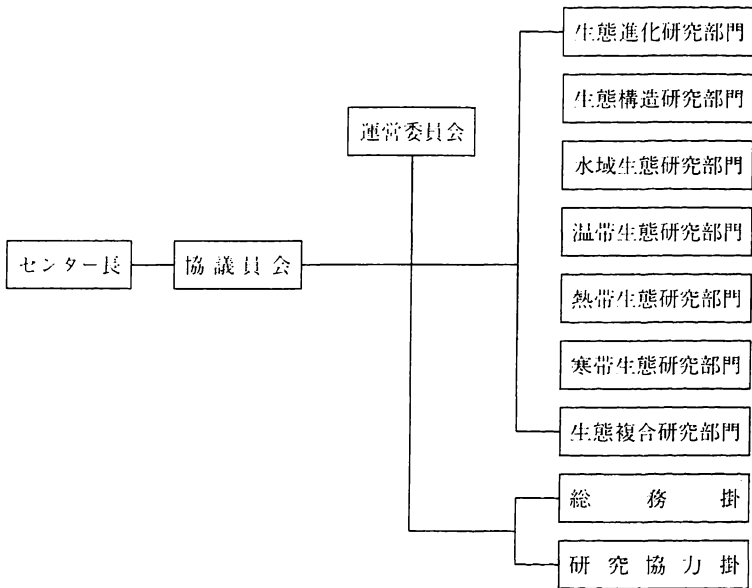 生態進化研究部門
生態構造研究部門
運営委員会
水域生態研究部門
温帯生態研究部門
センター長
協議員会
熱帯生態研究部門
寒帯生態研究部門
生態複合研究部門
総務掛
研究協力掛